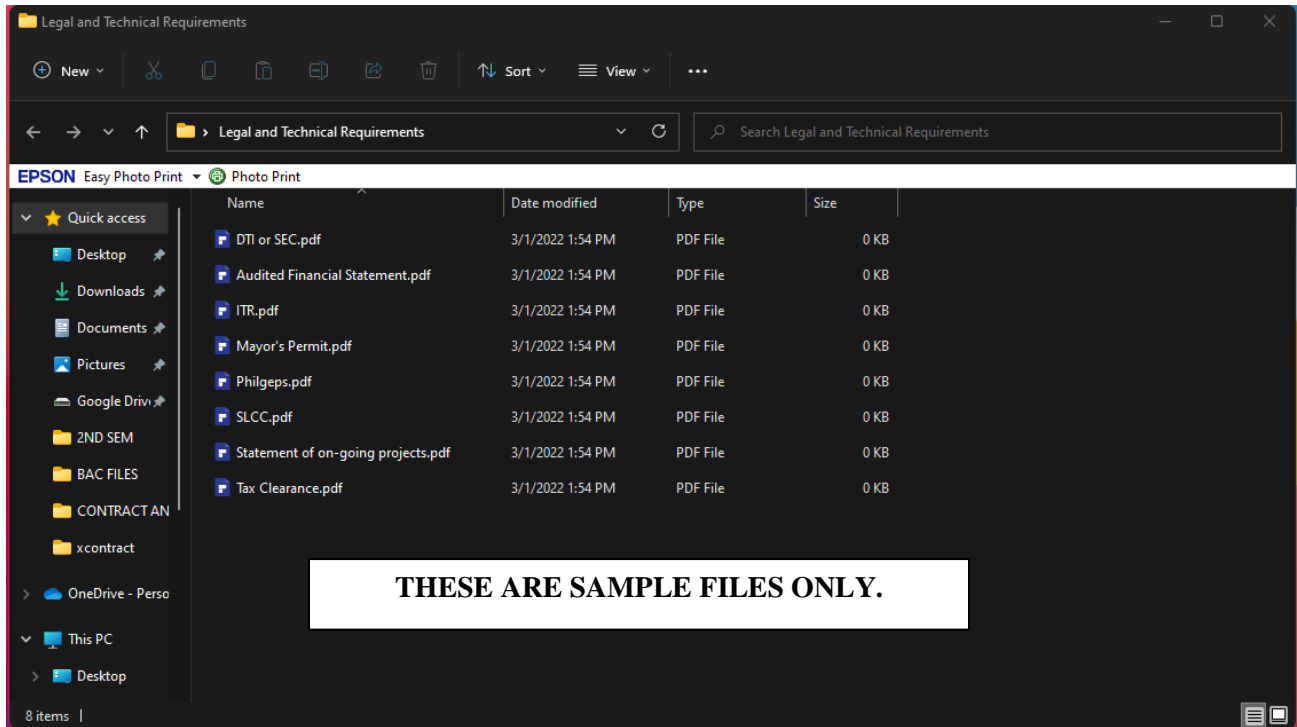 Legal and Technical Requirements
New Sort View •••
Legal and Technical Requirements Search Legal and Technical Requirements
EPSON Easy Photo Print Photo Print
Name Date modified Type Size
Quick access
Desktop
Downloads
Documents
Pictures
Google Driv
2ND SEM
BAC FILES
CONTRACT AN
xcontract
OneDrive - Perso
This PC
Desktop
DTI or SEC.pdf 3/1/2022 1:54 PM PDF File 0 KB
Audited Financial Statement.pdf 3/1/2022 1:54 PM PDF File 0 KB
ITR.pdf 3/1/2022 1:54 PM PDF File 0 KB
Mayor's Permit.pdf 3/1/2022 1:54 PM PDF File 0 KB
Philgeps.pdf 3/1/2022 1:54 PM PDF File 0 KB
SLCC.pdf 3/1/2022 1:54 PM PDF File 0 KB
Statement of on-going projects.pdf 3/1/2022 1:54 PM PDF File 0 KB
Tax Clearance.pdf 3/1/2022 1:54 PM PDF File 0 KB
THESE ARE SAMPLE FILES ONLY.
8 items